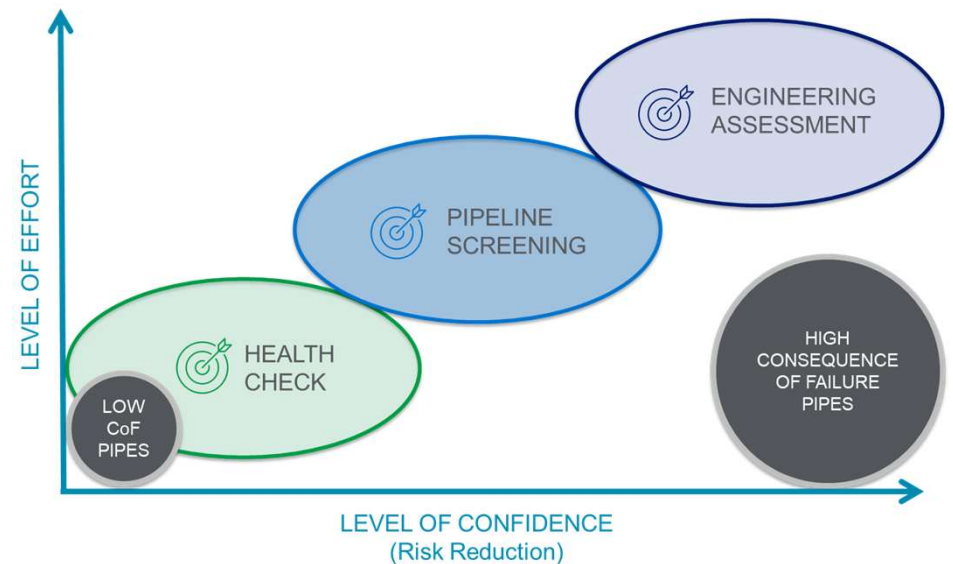 LEVEL OF EFFORT
ENGINEERING
ASSESSMENT
PIPELINE
SCREENING
HEALTH
CHECK
LOW
CoF
PIPES
HIGH
CONSEQUENCE
OF FAILURE
PIPES
LEVEL OF CONFIDENCE
(Risk Reduction)